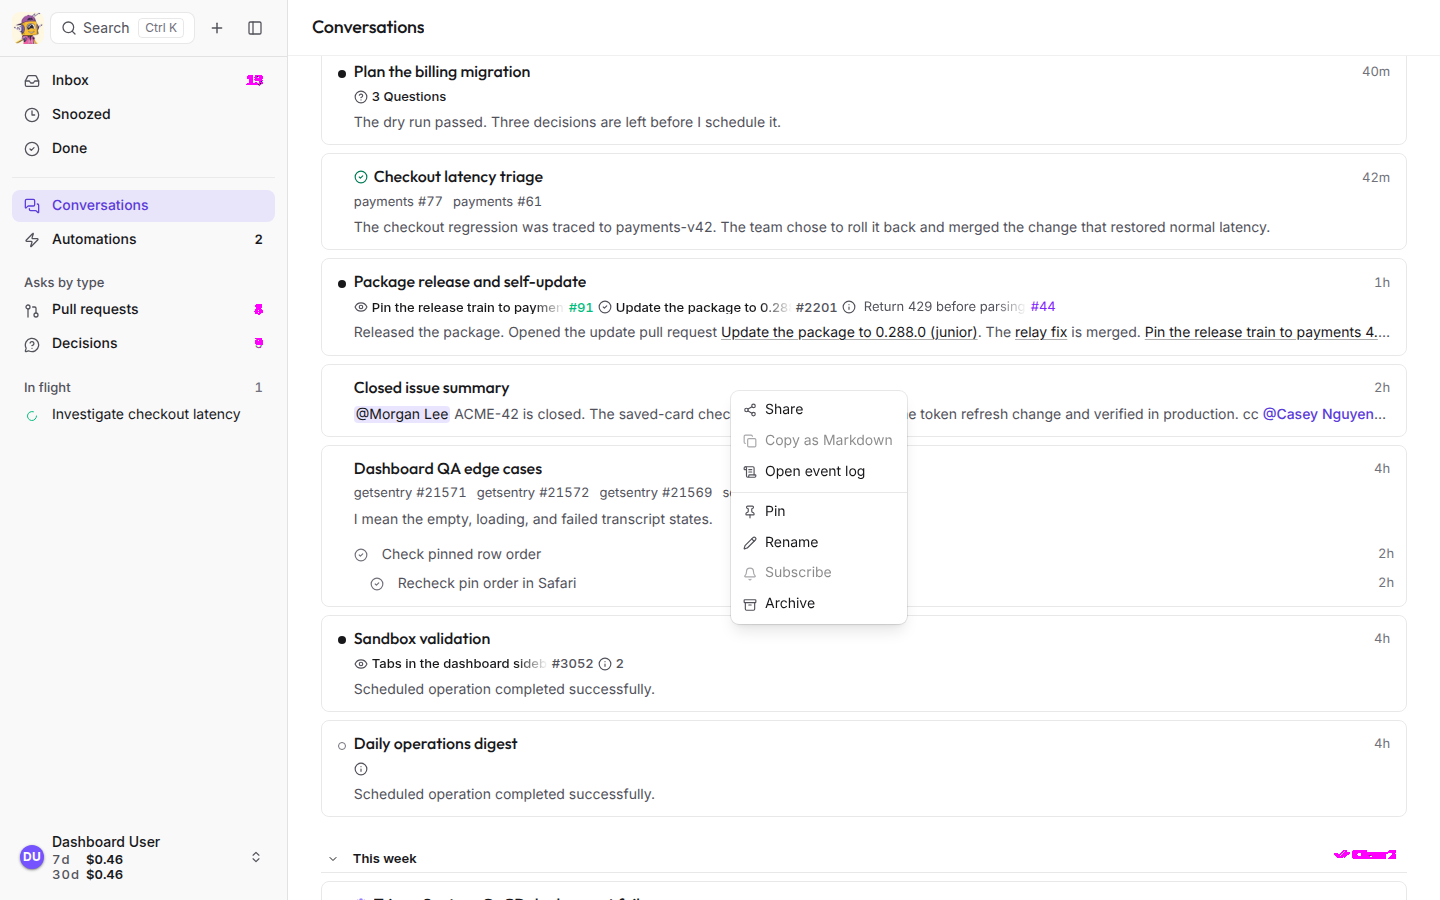 Search Ctrl K
Conversations
Inbox
Snoozed
Done
Conversations
Automations 2
Asks by type
Pull requests
Decisions
In flight 1
Investigate checkout latency
Dashboard User
7d $0.46
30d $0.46
DU
Plan the billing migration 40m
3 Questions
The dry run passed. Three decisions are left before I schedule it.
Checkout latency triage 42m
payments #77 payments #61
The checkout regression was traced to payments-v42. The team chose to roll it back and merged the change that restored normal latency.
Package release and self-update 1h
Pin the release train to paymen #91 Update the package to 0.28 #2201 Return 429 before parsing #44
Released the package. Opened the update pull request Update the package to 0.288.0 (junior). The relay fix is merged. Pin the release train to payments 4....
Closed issue summary 2h
@Morgan Lee ACME-42 is closed. The saved-card chec e token refresh change and verified in production. cc @Casey Nguyen...
Dashboard QA edge cases 4h
getsentry #21571 getsentry #21572 getsentry #21569
I mean the empty, loading, and failed transcript states.
Check pinned row order 2h
Recheck pin order in Safari 2h
Share
Copy as Markdown
Open event log
Pin
Rename
Subscribe
Archive
Sandbox validation 4h
Tabs in the dashboard sideb #3052 2
Scheduled operation completed successfully.
Daily operations digest 4h
Scheduled operation completed successfully.
This week